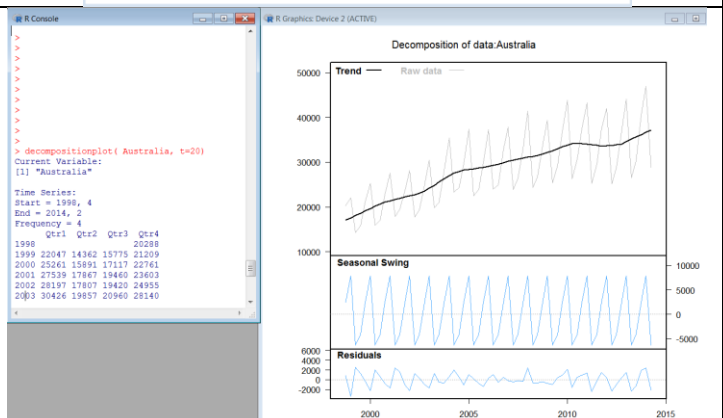 R Console
>
>
>
>
>
>
>
>
>
>
> decompositionplot( Australia, t=20)
Current Variable:
[1] "Australia"
Time Series:
Start = 1998, 4
End = 2014, 2
Frequency = 4
Qtr1 Qtr2 Qtr3 Qtr4
1998 20288
1999 22047 14362 15775 21209
2000 25261 15891 17117 22761
2001 27539 17867 19460 23603
2002 28197 17807 19420 24955
2003 30426 19857 20960 28140
R Graphics: Device 2 (ACTIVE)
Decomposition of data:Australia
Trend Raw data
50000
40000
30000
20000
10000
Seasonal Swing
10000
5000
0
-5000
Residuals
6000
4000
2000
0
-2000
2000 2005 2010 2015